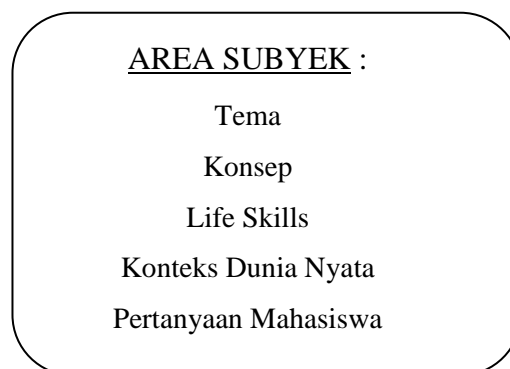 AREA SUBYEK :
Tema
Konsep
Life Skills
Konteks Dunia Nyata
Pertanyaan Mahasiswa